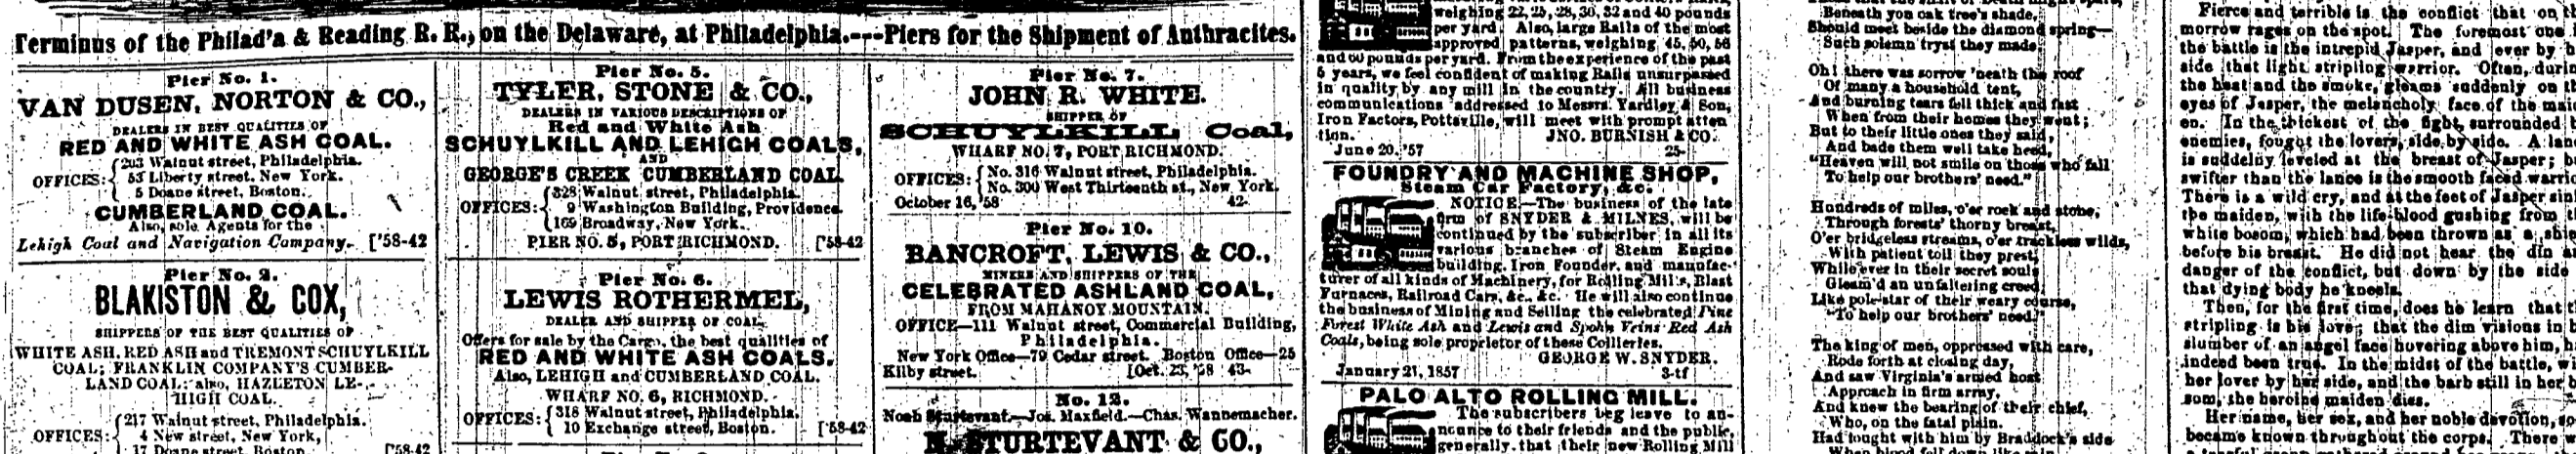 Terminus of the Philad'a & Reading R. R., on the Delaware, at Philadelphia.---Piers for the Shipment of Anthracites.
Pier No. 1.
VAN DUSEN, NORTON & CO.,
DEALERS IN BEST QUALITIES OF
RED AND WHITE ASH COAL.
203 Walnut street, Philadelphia.
OFFICES: 53 Liberty street, New York.
5 Doane street, Boston.
CUMBERLAND COAL.
Also, sole Agents for the
Lehigh Coal and Navigation Company. ['58-42
Pier No. 2.
BLAKISTON & COX,
SHIPPERS OF THE BEST QUALITIES OF
WHITE ASH, RED ASH and TREMONT SCHUYLKILL
COAL; FRANKLIN COMPANY'S CUMBER-
LAND COAL: also, HAZLETON LE-
HIGH COAL.
217 Walnut street, Philadelphia.
OFFICES: 4 New street, New York,
17 Doane street, Boston. ['58-42
Pier No. 5.
TYLER, STONE & CO.,
DEALERS IN VARIOUS DESCRIPTIONS OF
Red and White Ash
SCHUYLKILL AND LEHIGH COALS,
AND
GEORGE'S CREEK CUMBERLAND COAL
328 Walnut street, Philadelphia.
OFFICES: 9 Washington Building, Providence.
169 Broadway, New York.
PIER NO. 5, PORT RICHMOND. ['58-42
Pier No. 6.
LEWIS ROTHERMEL,
DEALER AND SHIPPER OF COAL.
Offers for sale by the Cargo, the best qualities of
RED AND WHITE ASH COALS.
Also, LEHIGH and CUMBERLAND COAL.
WHARF NO. 6, RICHMOND.
OFFICES: 318 Walnut street, Philadelphia.
10 Exchange street, Boston. ['58-42
Pier No. 7.
JOHN R. WHITE.
SHIPPER OF
SCHUYLKILL Coal,
WHARF NO. 7, PORT RICHMOND.
OFFICES: No. 316 Walnut street, Philadelphia.
No. 300 West Thirteenth st., New York.
October 16, '58 42-
Pier No. 10.
BANCROFT, LEWIS & CO.,
MINERS AND SHIPPERS OF THE
CELEBRATED ASHLAND COAL,
FROM MAHANOY MOUNTAIN.
OFFICE—111 Walnut street, Commercial Building,
Philadelphia.
New York Office—79 Cedar street. Boston Office—25
Kilby street. [Oct. 23, '58 43-
No. 12.
Noah Sturtevant.—Jos. Maxfield.—Chas. Wannemacher.
N. STURTEVANT & CO.,
weighing 22, 25, 28, 30, 32 and 40 pounds
per yard. Also, large Rails of the most
approved patterns, weighing 45, 50, 56
and 60 pounds per yard. From the experience of the past
5 years, we feel confident of making Rails unsurpassed
in quality by any mill in the country. All business
communications addressed to Messrs. Yardley & Son,
Iron Factors, Pottsville, will meet with prompt atten
tion. JNO. BURNISH & CO.
June 20, '57 25-
FOUNDRY AND MACHINE SHOP,
Steam Car Factory, &c.
NOTICE.—The business of the late
firm of SNYDER & MILNES, will be
continued by the subscriber in all its
various branches of Steam Engine
building, Iron Founder, and manufac-
turer of all kinds of Machinery, for Rolling Mills, Blast
Furnaces, Railroad Cars, &c., &c. He will also continue
the business of Mining and Selling the celebrated Pine
Forest White Ash and Lewis and Spohn Veins Red Ash
Coals, being sole proprietor of these Collieries.
GEORGE W. SNYDER.
January 21, 1857 3-tf
PALO ALTO ROLLING MILL.
The subscribers beg leave to an-
nounce to their friends and the public,
generally, that their new Rolling Mill
Beneath yon oak tree's shade,
Should meet beside the diamond spring—
Such solemn tryst they made.
Oh! there was sorrow 'neath the roof
Of many a household tent,
And burning tears fell thick and fast
When from their homes they went;
But to their little ones they said,
And bade them well take heed,
"Heaven will not smile on those who fail
To help our brothers' need."
Hundreds of miles, o'er rock and stone,
Through forests' thorny breast,
O'er bridgeless streams, o'er trackless wilds,
With patient toil they prest,
While ever in their secret souls
Gleam'd an unfaltering creed,
Like pole-star of their weary course,
"To help our brothers' need."
The king of men, oppressed with care,
Rode forth at closing day,
And saw Virginia's armed host
Approach in firm array,
And knew the bearing of their chief,
Who, on the fatal plain,
Had fought with him by Braddock's side
When blood fell down like rain
Fierce and terrible is the conflict that on
morrow rages on the spot. The foremost
the battle is the intrepid Jasper, and ever by
side that light stripling warrior. Often,
the heat and the smoke, gleams suddenly on
eyes of Jasper, the melancholy face of the
en. In the thickest of the fight, surrounded
enemies, fought the lovers, side by side. A
is suddelny leveled at the breast of Jasper;
swifter than the lance is the smooth faced
There is a wild cry, and at the feet of Jasper
the maiden, with the life-blood gushing from
white bosom, which had been thrown as a
before his breast. He did not hear the din
danger of the conflict, but down by the side
that dying body he kneels.
Then, for the first time, does he learn that
stripling is his love; that the dim visions in
slumber of an angel face hovering above him,
indeed been true. In the midst of the battle,
her lover by her side, and the barb still in her
som, the heroine maiden dies.
Her name, her sex, and her noble devotion,
became known throughout the corps. There